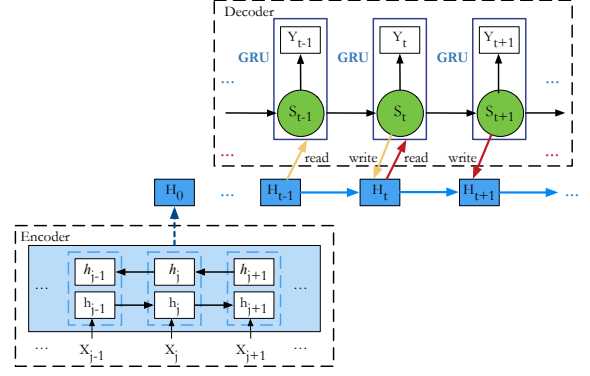 Decoder
Y_{t-1} Y_t Y_{t+1}
GRU GRU GRU
... ...
S_{t-1} S_t S_{t+1}
... ...
read write read write
H_0 ... H_{t-1} H_t H_{t+1} ...
Encoder
h_{j-1} h_j h_{j+1}
... ...
h_{j-1} h_j h_{j+1}
... X_{j-1} X_j X_{j+1} ...